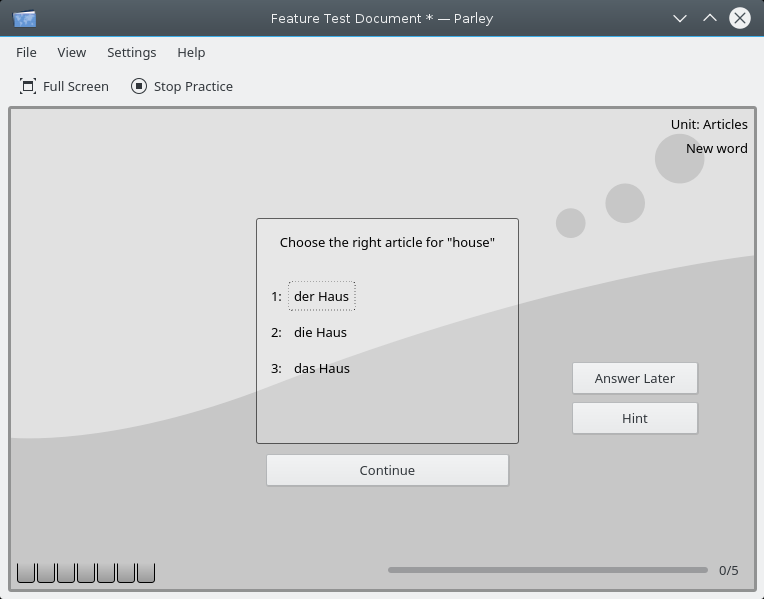 Feature Test Document * — Parley
File View Settings Help
Full Screen Stop Practice
Unit: Articles
New word
Choose the right article for "house"
1: der Haus
2: die Haus
3: das Haus
Answer Later
Hint
Continue
0/5